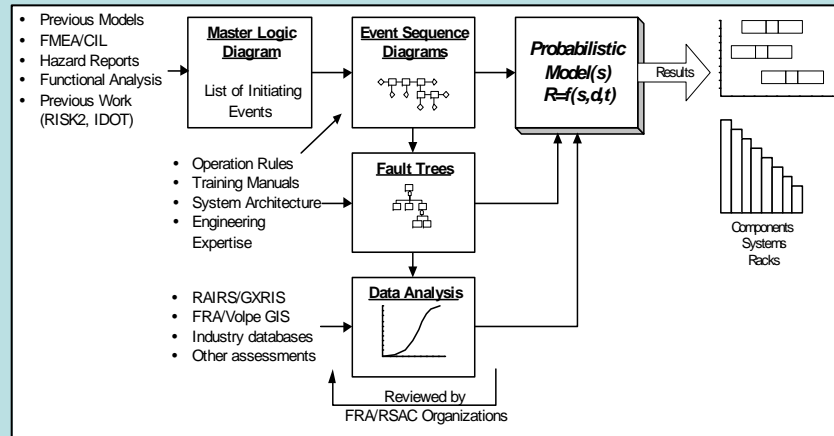 • Previous Models
• FMEA/CIL
• Hazard Reports
• Functional Analysis
• Previous Work
(RISK2, IDOT)
Master Logic
Diagram
List of Initiating
Events
Event Sequence
Diagrams
Probabilistic
Model(s)
R=f(s,d,t)
Results
• Operation Rules
• Training Manuals
• System Architecture
• Engineering
Expertise
Fault Trees
Components
Systems
Racks
• RAIRS/GXRIS
• FRA/Volpe GIS
• Industry databases
• Other assessments
Data Analysis
Reviewed by
FRA/RSAC Organizations